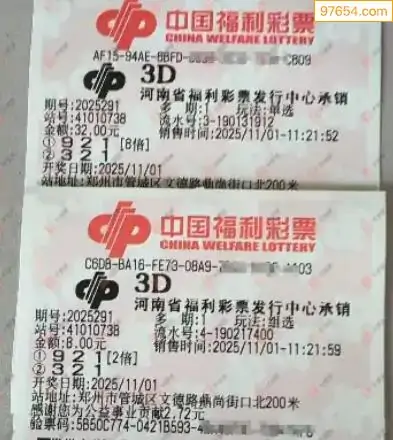 97654.com
中国福利彩票
CHINA WELFARE LOTTERY
AF15-94AE-8BFD-
3D
河南省福利彩票发行中心承销
期号:2025291 多 期:1 玩法:组选
站号:41010738 流水号:3-190131912
金额:32.00元 销售时间:2025/11/01-11:21:52
① 9 2 1 [8倍]
② 3 2 1
开奖日期:2025/11/01
站地址:郑州市管城区文德路鼎尚街口北200米
中国福利彩票
CHINA WELFARE LOTTERY
C6DB-BA16-FE73-08A9-
3D
河南省福利彩票发行中心承销
期号:2025291 多 期:1 玩法:组选
站号:41010738 流水号:4-190217400
金额:8.00元 销售时间:2025/11/01-11:21:59
① 9 2 1 [2倍]
② 3 2 1
开奖日期:2025/11/01
站地址:郑州市管城区文德路鼎尚街口北200米
感谢您为公益事业贡献2.72元
验票码:5B50C774-0421B593-